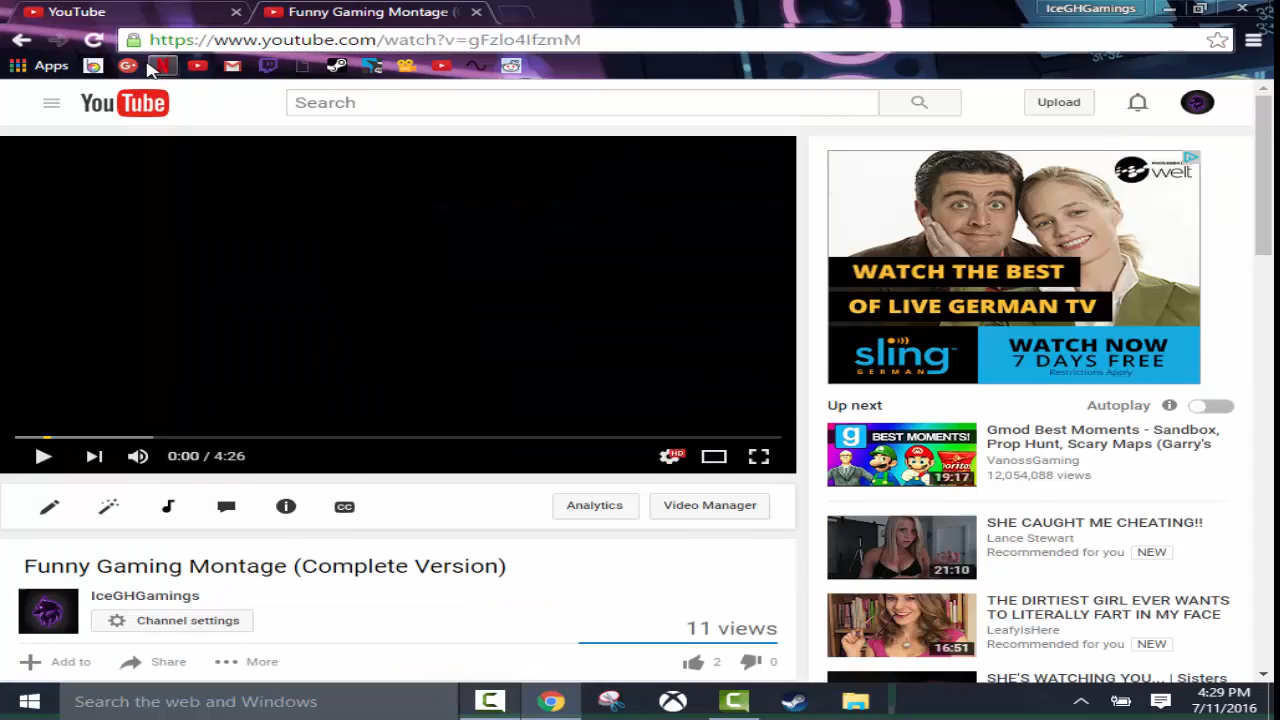 YouTube
Funny Gaming Montage (
IceGHGamings
https://www.youtube.com/watch?v=gFzlo4IfzmM
Apps
YouTube
Search
Upload
welt
WATCH THE BEST
OF LIVE GERMAN TV
sling
GERMAN
WATCH NOW
7 DAYS FREE
Restrictions Apply
0:00 / 4:26
HD
Up next
Autoplay
BEST MOMENTS!
19:17
Gmod Best Moments - Sandbox,
Prop Hunt, Scary Maps (Garry's
VanossGaming
12,054,088 views
CC
Analytics
Video Manager
21:10
SHE CAUGHT ME CHEATING!!
Lance Stewart
Recommended for you NEW
Funny Gaming Montage (Complete Version)
IceGHGamings
Channel settings
11 views
Add to
Share
More
2
0
16:51
THE DIRTIEST GIRL EVER WANTS
TO LITERALLY FART IN MY FACE
LeafyIsHere
Recommended for you NEW
SHE'S WATCHING YOU... | Sisters
Search the web and Windows
4:29 PM
7/11/2016